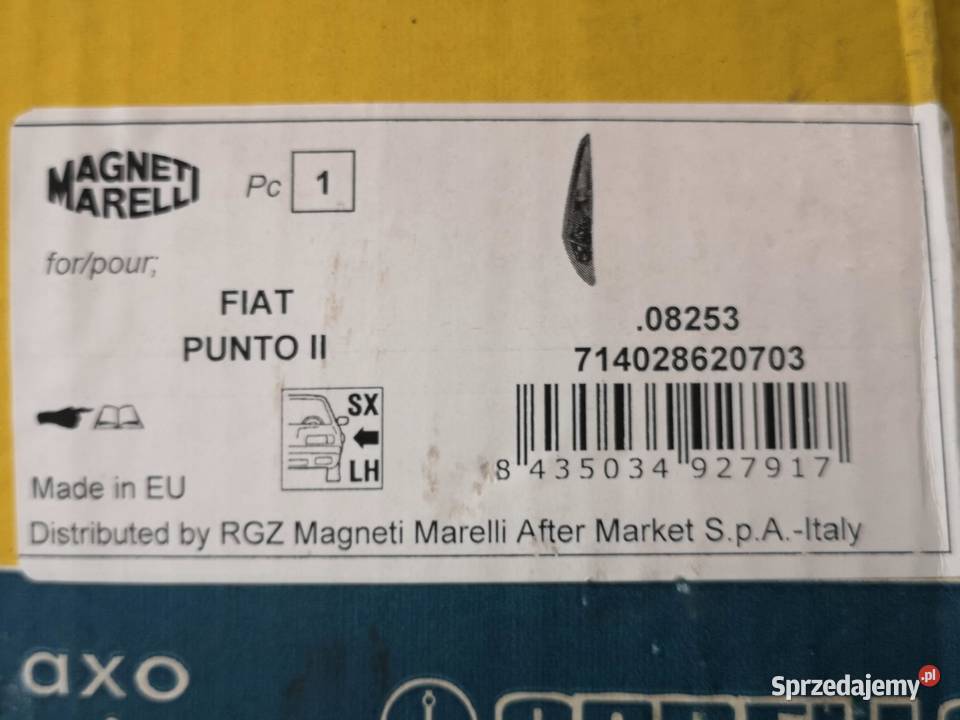 MAGNETI
MARELLI
Pc 1
for/pour;
FIAT
PUNTO II
.08253
714028620703
SX
LH
8 435034 927917
Made in EU
Distributed by RGZ Magneti Marelli After Market S.p.A.-Italy
axo
Sprzedajemy.pl